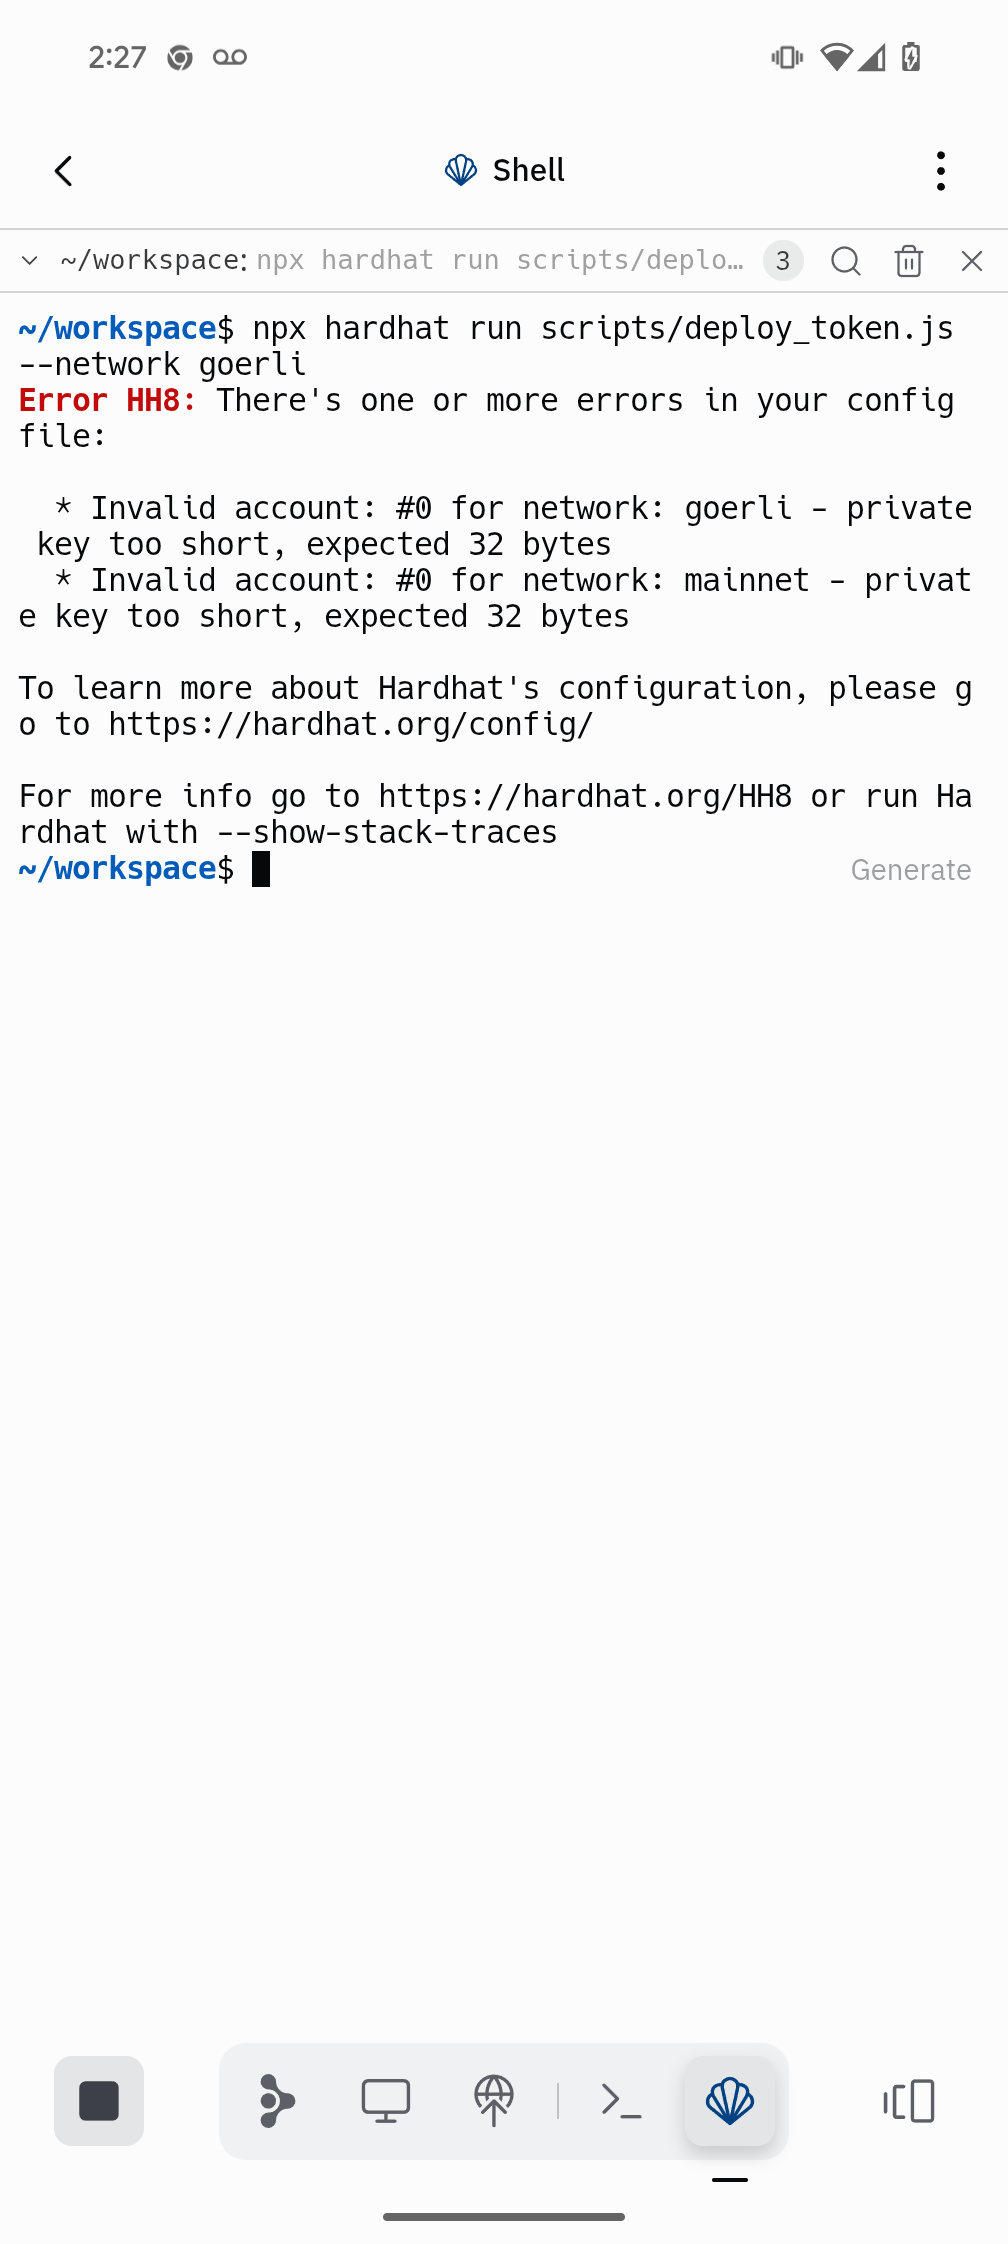 2:27
Shell
~/workspace: npx hardhat run scripts/deplo… 3
~/workspace$ npx hardhat run scripts/deploy_token.js
--network goerli
Error HH8: There's one or more errors in your config
file:
* Invalid account: #0 for network: goerli - private
key too short, expected 32 bytes
* Invalid account: #0 for network: mainnet - privat
e key too short, expected 32 bytes
To learn more about Hardhat's configuration, please g
o to https://hardhat.org/config/
For more info go to https://hardhat.org/HH8 or run Ha
rdhat with --show-stack-traces
~/workspace$ Generate